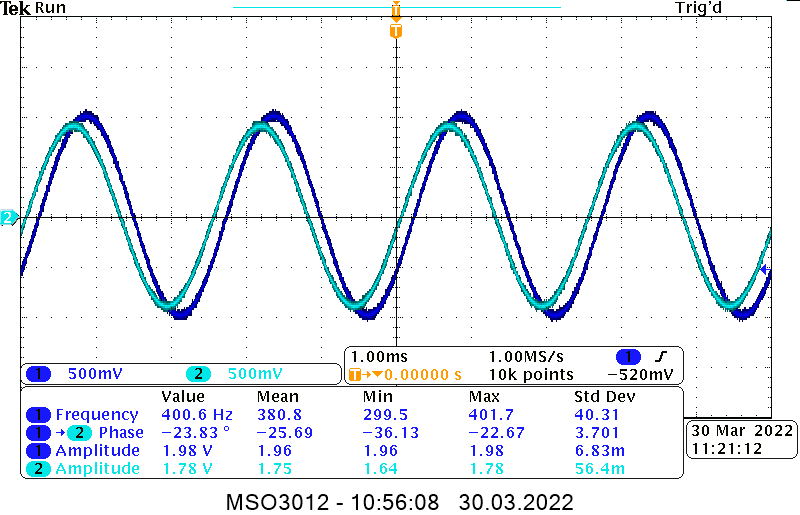 Tek Run Trig'd
T
T
2
1.00ms 1.00MS/s 1
1 500mV 2 500mV T→▼0.00000 s 10k points −520mV
Value Mean Min Max Std Dev
1 Frequency 400.6 Hz 380.8 299.5 401.7 40.31
1 → 2 Phase −23.83 ° −25.69 −36.13 −22.67 3.701
1 Amplitude 1.98 V 1.96 1.96 1.98 6.83m
2 Amplitude 1.78 V 1.75 1.64 1.78 56.4m
30 Mar 2022
11:21:12
MSO3012 - 10:56:08 30.03.2022